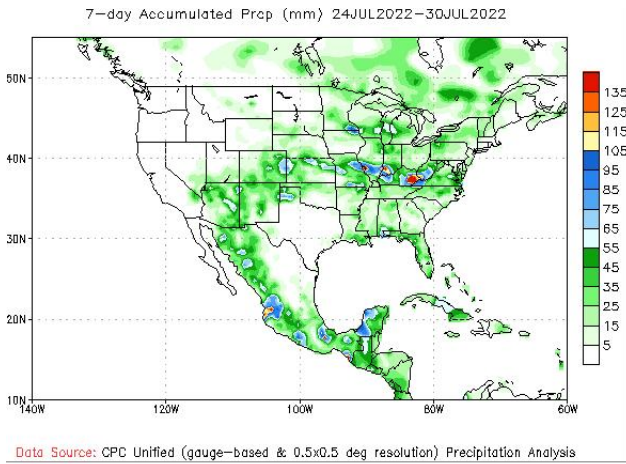 7-day Accumulated Prcp (mm) 24JUL2022-30JUL2022
50N
40N
30N
20N
10N
140W 120W 100W 80W 60W
135
125
115
105
95
85
75
65
55
45
35
25
15
5
Data Source: CPC Unified (gauge-based & 0.5x0.5 deg resolution) Precipitation Analysis